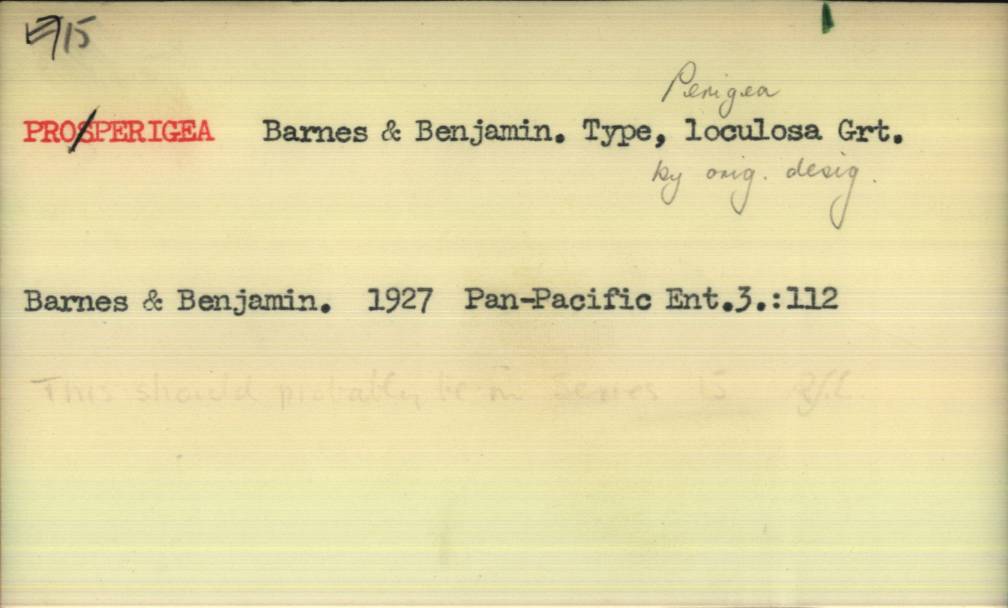 15
Perigea
PROSPERIGEA Barnes & Benjamin. Type, loculosa Grt.
by orig. desig.
Barnes & Benjamin. 1927 Pan-Pacific Ent.3.:112
This should probably be in Series 15